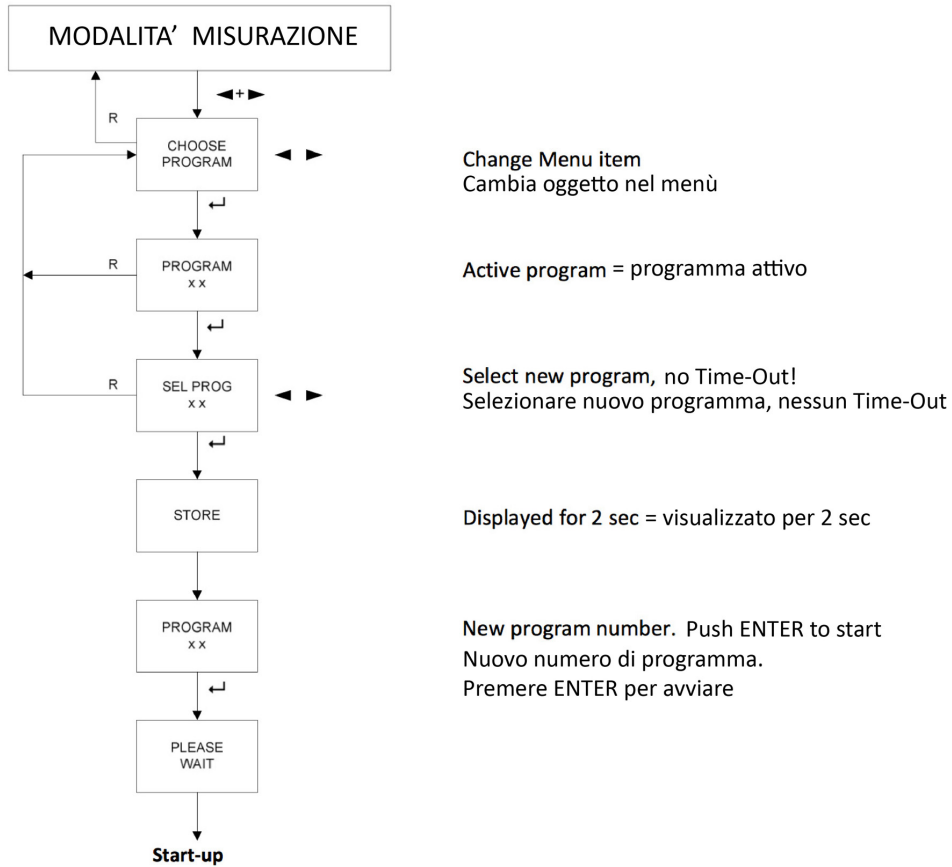 MODALITA’ MISURAZIONE
◄+►
R
CHOOSE
PROGRAM
◄ ►
Change Menu item
Cambia oggetto nel menù
↵
R
PROGRAM
x x
Active program = programma attivo
↵
R
SEL PROG
x x
◄ ►
Select new program, no Time-Out!
Selezionare nuovo programma, nessun Time-Out
↵
STORE
Displayed for 2 sec = visualizzato per 2 sec
PROGRAM
x x
New program number. Push ENTER to start
Nuovo numero di programma.
Premere ENTER per avviare
↵
PLEASE
WAIT
Start-up